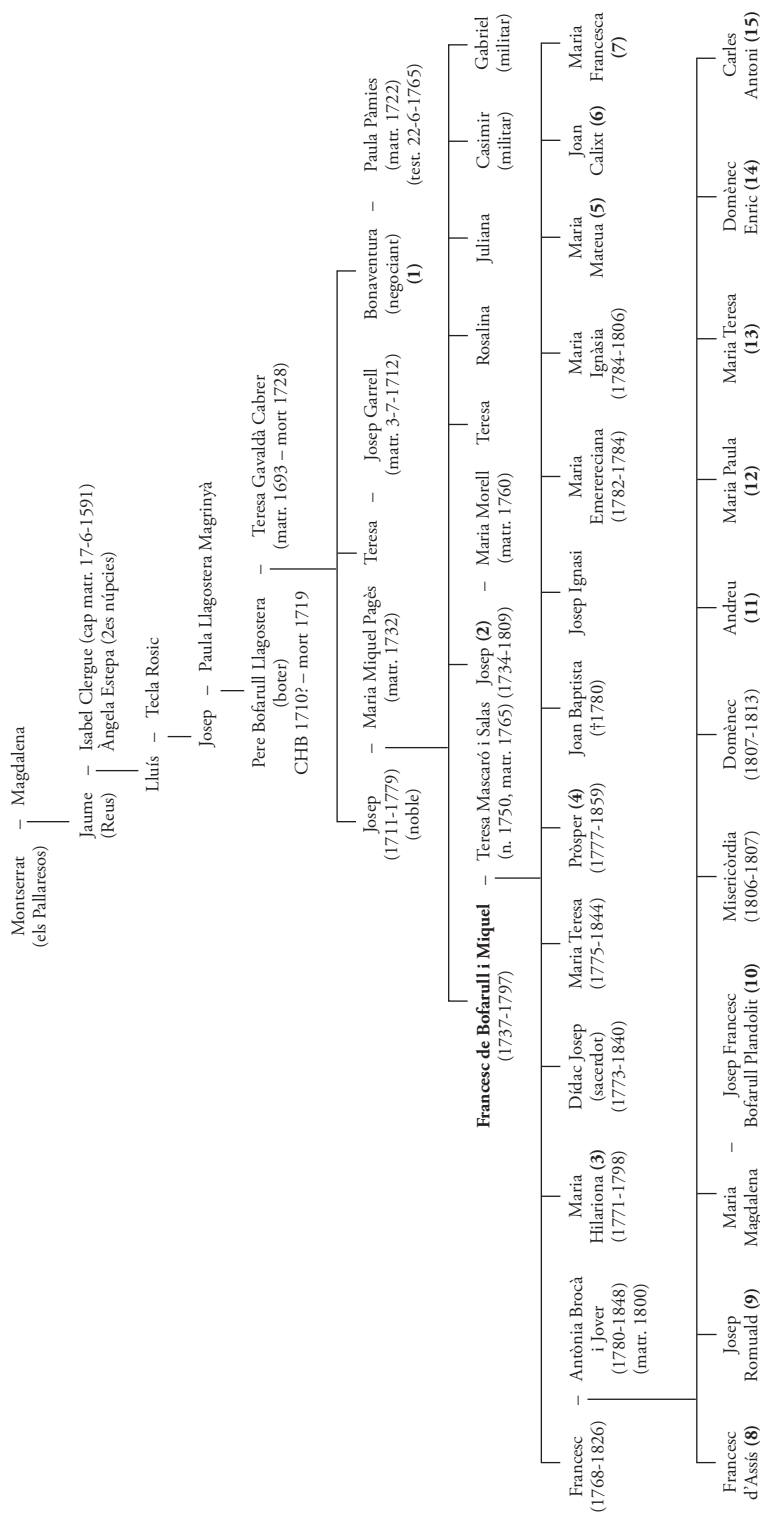 Montserrat – Magdalena
(els Pallaresos)
Jaume – Isabel Clergue (cap matr. 17-6-1591)
(Reus) Àngela Estepa (2es núpcies)
Lluís – Tecla Rosic
Josep – Paula Llagostera Magrinyà
Pere Bofarull Llagostera – Teresa Gavaldà Cabrer
(boter) (matr. 1693 – mort 1728)
CHB 1710? – mort 1719
Josep – Maria Miquel Pagès Teresa – Josep Garrell Bonaventura – Paula Pàmies
(1711-1779) (matr. 1732) (matr. 3-7-1712) (negociant) (matr. 1722)
(noble) (1) (test. 22-6-1765)
Francesc de Bofarull i Miquel – Teresa Mascaró i Salas Josep (2) – Maria Morell Teresa Rosalina Juliana Casimir Gabriel
(1737-1797) (n. 1750, matr. 1765) (1734-1809) (matr. 1760) (militar) (militar)
Francesc – Antònia Brocà Maria Dídac Josep Maria Teresa Pròsper (4) Joan Baptista Josep Ignasi Maria Maria Maria Joan Maria
(1768-1826) i Jover Hilariona (3) (sacerdot) (1775-1844) (1777-1859) (†1780) Emerereciana Ignàsia Mateua (5) Calixt (6) Francesca
(1780-1848) (1771-1798) (1773-1840) (1782-1784) (1784-1806) (7)
(matr. 1800)
Francesc Josep Maria – Josep Francesc Misericòrdia Domènec Andreu Maria Paula Maria Teresa Domènec Carles
d'Assís (8) Romuald (9) Magdalena Bofarull Plandolit (10) (1806-1807) (1807-1813) (11) (12) (13) Enric (14) Antoni (15)